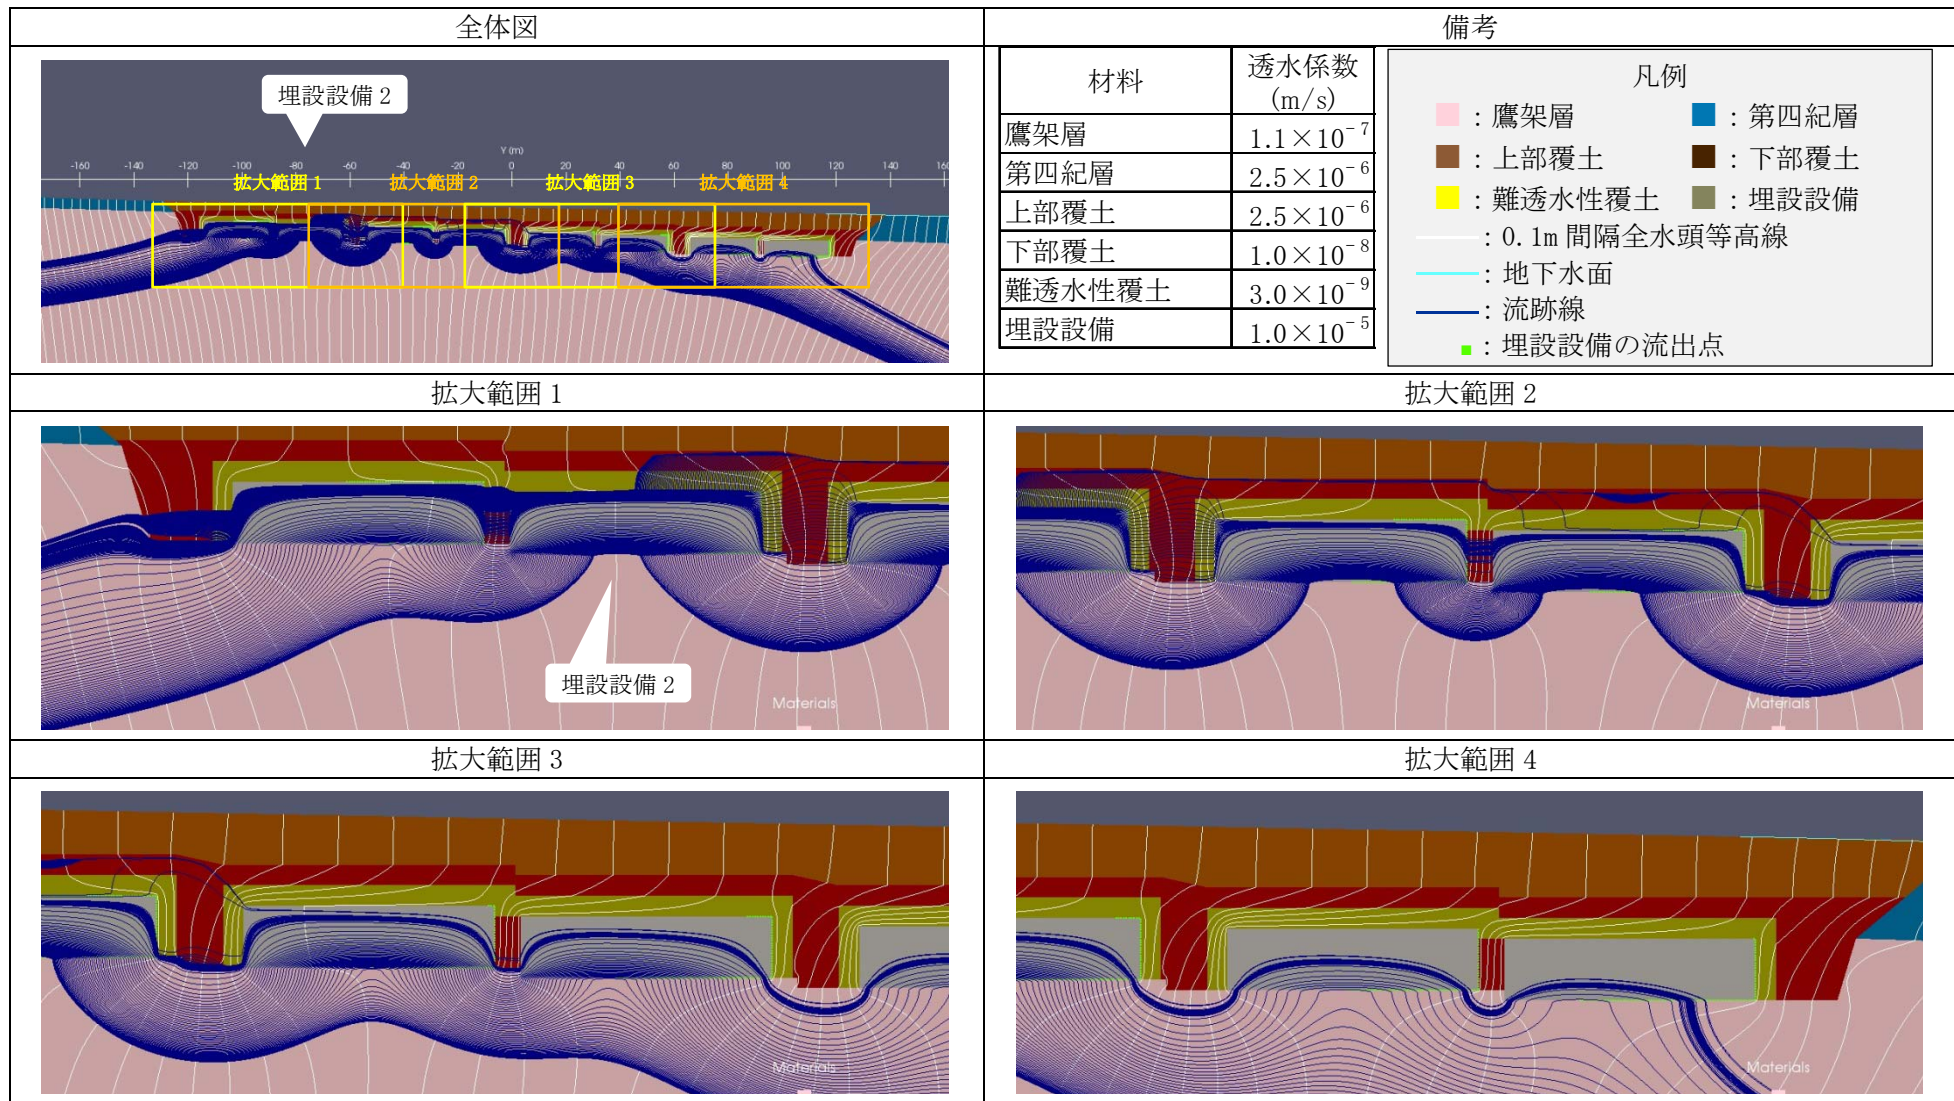 全体図
備考
埋設設備 2
Y (m)
-160 -140 -120 -100 -80 -60 -40 -20 0 20 40 60 80 100 120 140 160
拡大範囲 1 拡大範囲 2 拡大範囲 3 拡大範囲 4
材料 透水係数 (m/s)
鷹架層 1.1×10⁻⁷
第四紀層 2.5×10⁻⁶
上部覆土 2.5×10⁻⁶
下部覆土 1.0×10⁻⁸
難透水性覆土 3.0×10⁻⁹
埋設設備 1.0×10⁻⁵
凡例
：鷹架層 ：第四紀層
：上部覆土 ：下部覆土
：難透水性覆土 ：埋設設備
：0.1m 間隔全水頭等高線
：地下水面
：流跡線
：埋設設備の流出点
拡大範囲 1
拡大範囲 2
埋設設備 2
Materials
Materials
拡大範囲 3
拡大範囲 4
Materials
Materials